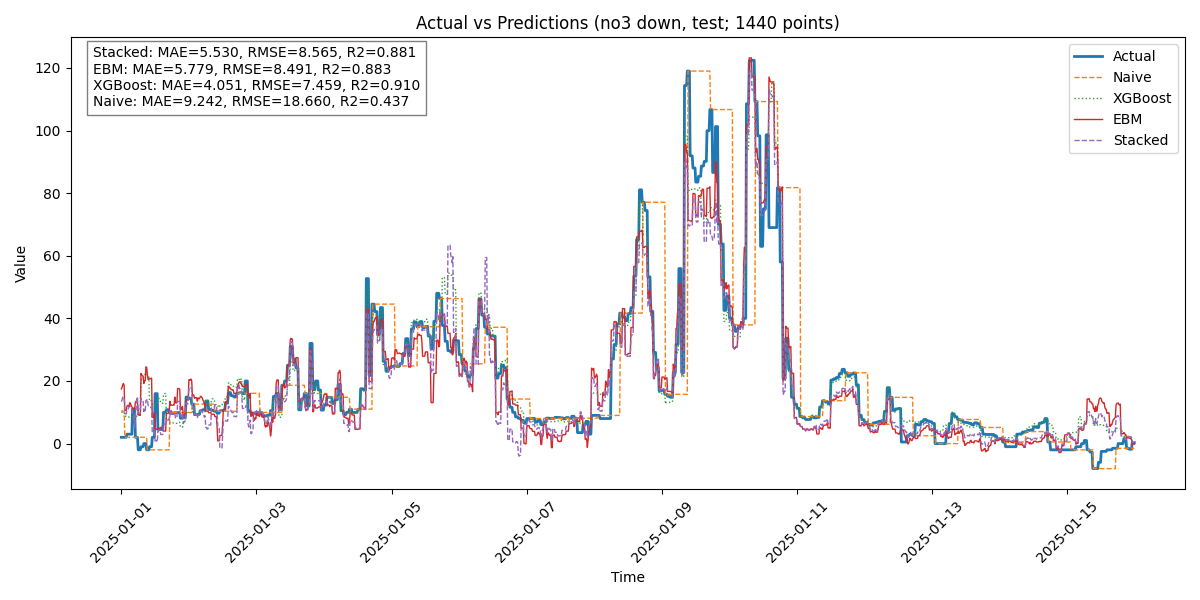 Actual vs Predictions (no3 down, test; 1440 points)
Stacked: MAE=5.530, RMSE=8.565, R2=0.881
EBM: MAE=5.779, RMSE=8.491, R2=0.883
XGBoost: MAE=4.051, RMSE=7.459, R2=0.910
Naive: MAE=9.242, RMSE=18.660, R2=0.437
Actual
Naive
XGBoost
EBM
Stacked
Value
120
100
80
60
40
20
0
2025-01-01
2025-01-03
2025-01-05
2025-01-07
2025-01-09
2025-01-11
2025-01-13
2025-01-15
Time